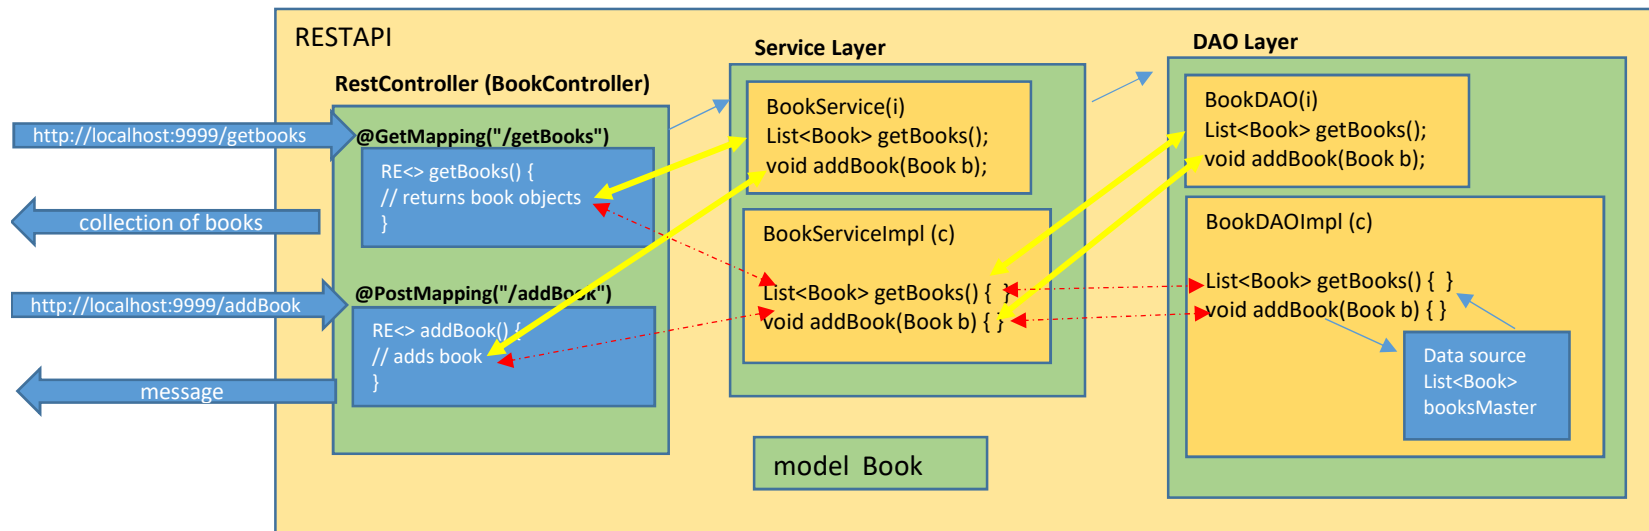 RESTAPI
RestController (BookController)
http://localhost:9999/getbooks
@GetMapping("/getBooks")
RE<> getBooks() {
// returns book objects
}
collection of books
http://localhost:9999/addBook
@PostMapping("/addBook")
RE<> addBook() {
// adds book
}
message
Service Layer
BookService(i)
List<Book> getBooks();
void addBook(Book b);
BookServiceImpl (c)
List<Book> getBooks() {  }
void addBook(Book b) { }
model  Book
DAO Layer
BookDAO(i)
List<Book> getBooks();
void addBook(Book b);
BookDAOImpl (c)
List<Book> getBooks() {  }
void addBook(Book b) { }
Data source
List<Book>
booksMaster